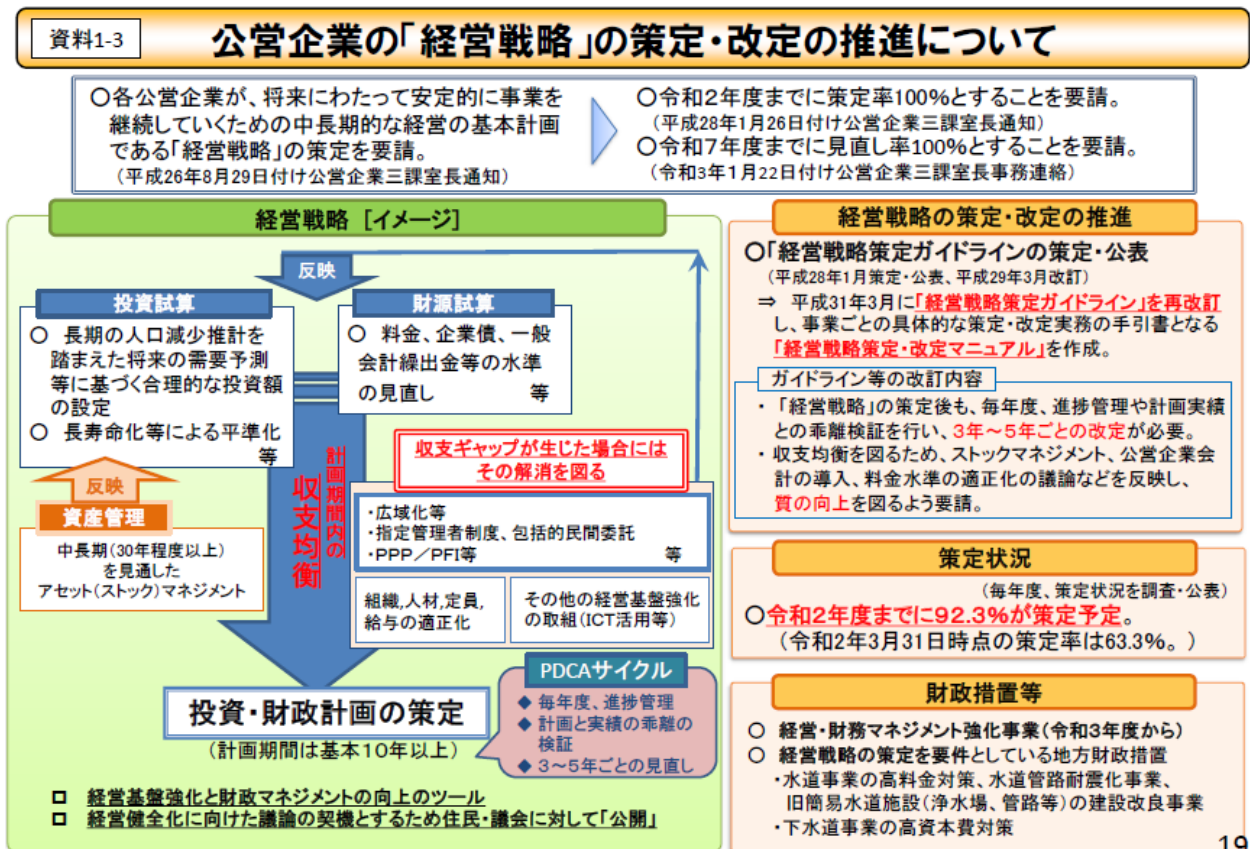 資料1-3
公営企業の「経営戦略」の策定・改定の推進について
〇各公営企業が、将来にわたって安定的に事業を
継続していくための中長期的な経営の基本計画
である「経営戦略」の策定を要請。
（平成26年8月29日付け公営企業三課室長通知）
〇令和２年度までに策定率100％とすることを要請。
（平成28年1月26日付け公営企業三課室長通知）
〇令和７年度までに見直し率100％とすることを要請。
（令和3年１月22日付け公営企業三課室長事務連絡）
経営戦略［イメージ］
反映
投資試算
〇 長期の人口減少推計を
踏まえた将来の需要予測
等に基づく合理的な投資額
の設定
〇 長寿命化等による平準化
等
財源試算
〇 料金、企業債、一般
会計繰出金等の水準
の見直し 等
反映
資産管理
中長期（30年程度以上）
を見通した
アセット（ストック）マネジメント
計画期間内の
収支均衡
収支ギャップが生じた場合には
その解消を図る
・広域化等
・指定管理者制度、包括的民間委託
・PPP／PFI等 等
組織,人材,定員,
給与の適正化
その他の経営基盤強化
の取組（ICT活用等）
投資・財政計画の策定
（計画期間は基本１０年以上）
PDCAサイクル
◆ 毎年度、進捗管理
◆ 計画と実績の乖離の
検証
◆ ３～５年ごとの見直し
□ 経営基盤強化と財政マネジメントの向上のツール
□ 経営健全化に向けた議論の契機とするため住民・議会に対して「公開」
経営戦略の策定・改定の推進
〇「経営戦略策定ガイドラインの策定・公表
（平成28年１月策定・公表、平成29年３月改訂）
⇒ 平成31年３月に「経営戦略策定ガイドライン」を再改訂
し、事業ごとの具体的な策定・改定実務の手引書となる
「経営戦略策定・改定マニュアル」を作成。
ガイドライン等の改訂内容
・ 「経営戦略」の策定後も、毎年度、進捗管理や計画実績
との乖離検証を行い、３年～５年ごとの改定が必要。
・ 収支均衡を図るため、ストックマネジメント、公営企業会
計の導入、料金水準の適正化の議論などを反映し、
質の向上を図るよう要請。
策定状況
（毎年度、策定状況を調査・公表）
〇令和２年度までに92.3％が策定予定。
（令和２年３月31日時点の策定率は63.3％。）
財政措置等
〇 経営・財務マネジメント強化事業（令和３年度から）
〇 経営戦略の策定を要件としている地方財政措置
・水道事業の高料金対策、水道管路耐震化事業、
旧簡易水道施設（浄水場、管路等）の建設改良事業
・下水道事業の高資本費対策
19